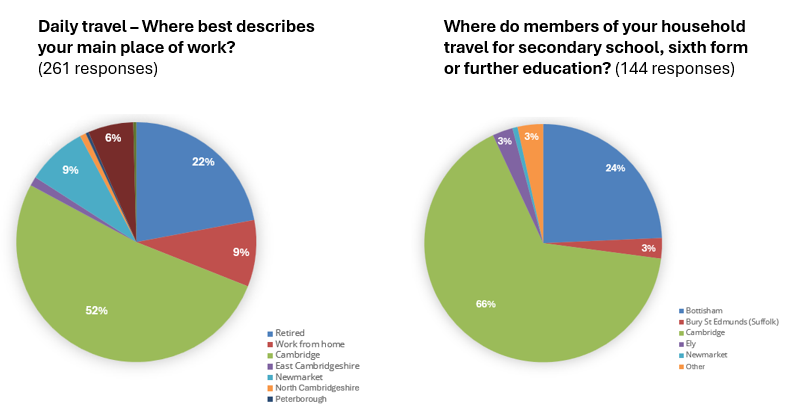 Daily travel – Where best describes
your main place of work?
(261 responses)
22%
9%
52%
9%
6%
Retired
Work from home
Cambridge
East Cambridgeshire
Newmarket
North Cambridgeshire
Peterborough
Where do members of your household
travel for secondary school, sixth form
or further education? (144 responses)
24%
3%
66%
3%
3%
Bottisham
Bury St Edmunds (Suffolk)
Cambridge
Ely
Newmarket
Other